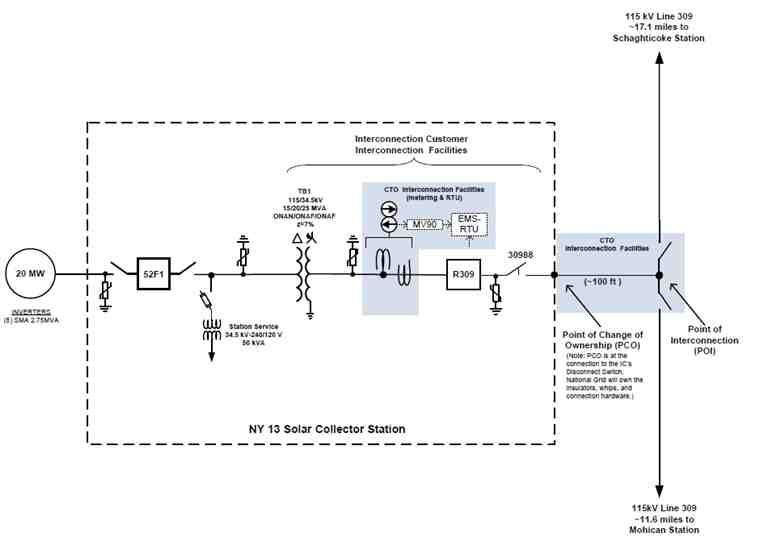 115 kV Line 309
~17.1 miles to
Schaghticoke Station
Interconnection Customer
Interconnection Facilities
TB1
115/34.5kV
15/20/25 MVA
ONAN/ONAF/ONAF
z=7%
CTO Interconnection Facilities
(metering & RTU)
MV90
EMS-
RTU
CTO
Interconnection Facilities
20 MW
52F1
R309
30988
(~100 ft )
INVERTERS
(8) SMA 2.75MVA
Station Service
34.5 kV-240/120 V
50 kVA
Point of Change of
Ownership (PCO)
(Note: PCO is at the
connection to the IC's
Disconnect Switch,
National Grid will own the
insulators, whips, and
connection hardware.)
Point of
Interconnection
(POI)
NY 13 Solar Collector Station
115kV Line 309
~11.6 miles to
Mohican Station